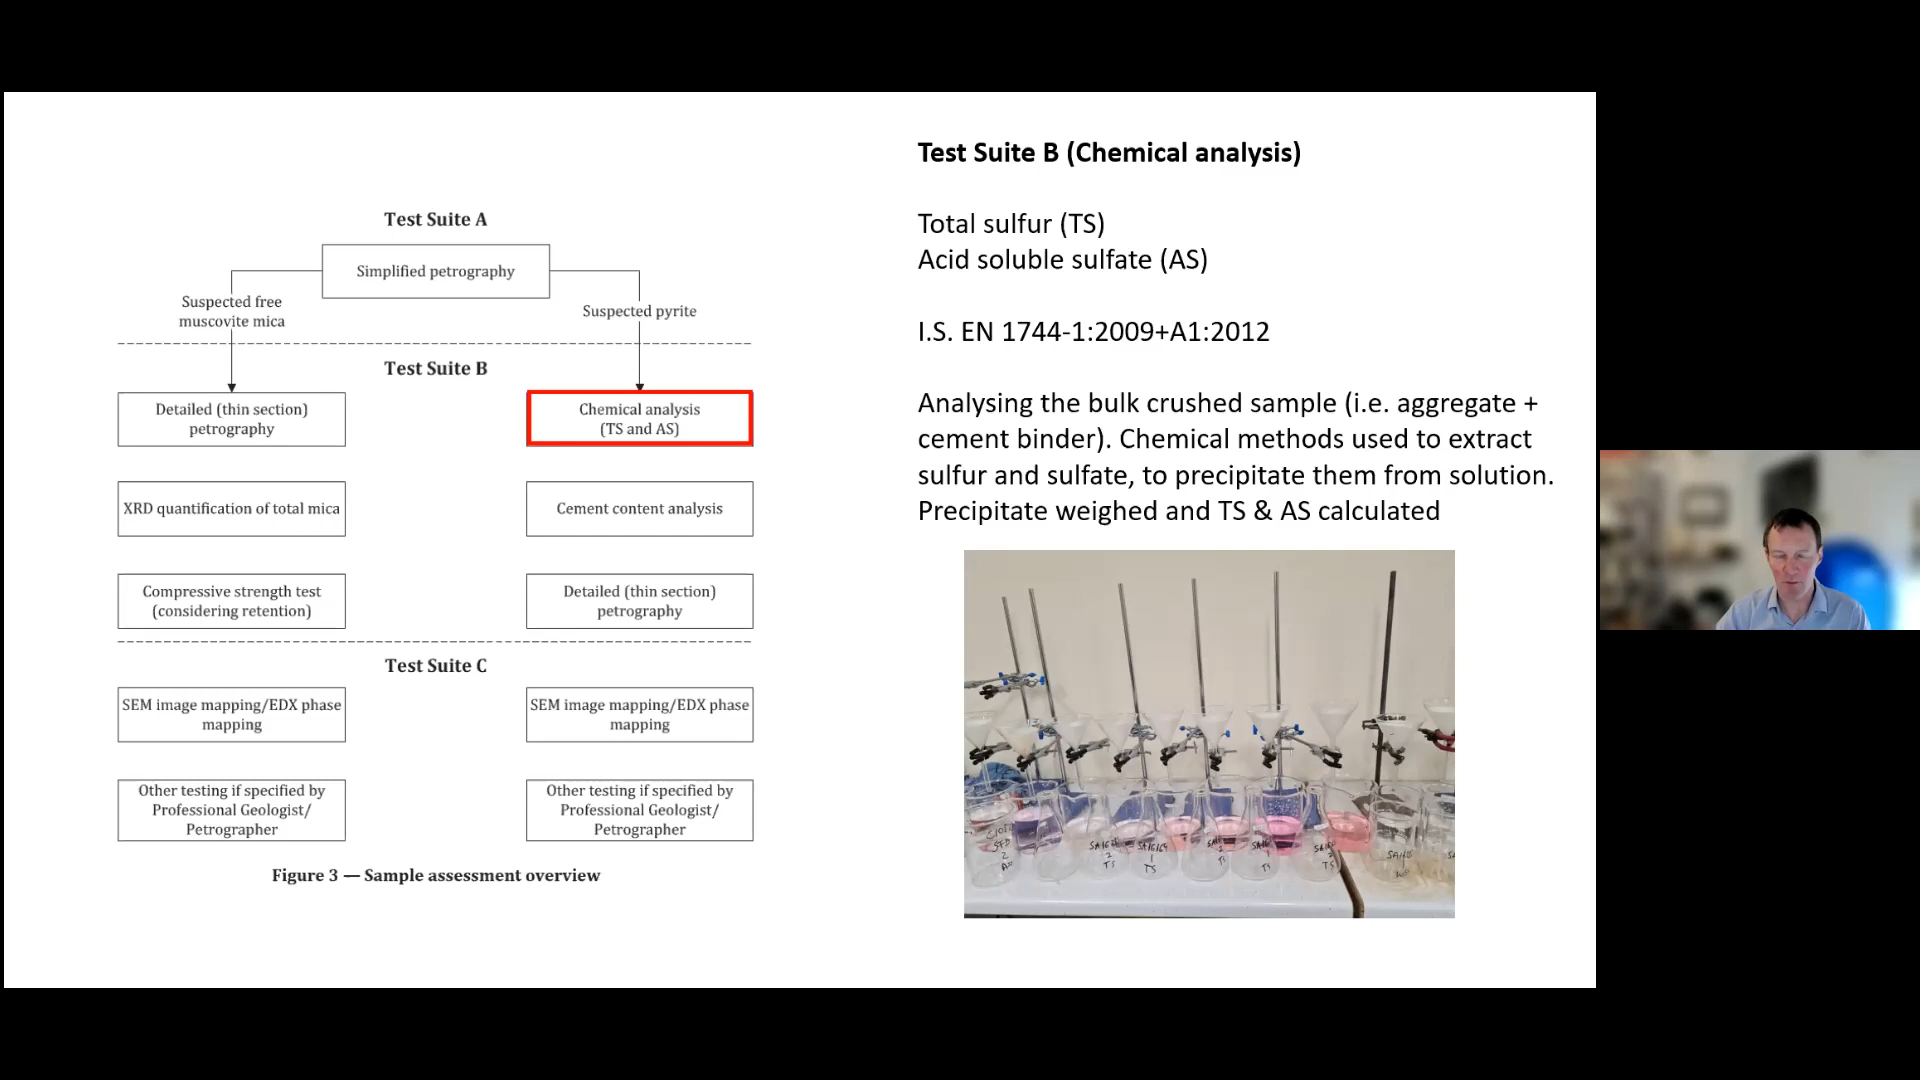 Test Suite B (Chemical analysis)
Total sulfur (TS)
Acid soluble sulfate (AS)
I.S. EN 1744-1:2009+A1:2012
Analysing the bulk crushed sample (i.e. aggregate +
cement binder). Chemical methods used to extract
sulfur and sulfate, to precipitate them from solution.
Precipitate weighed and TS & AS calculated
Test Suite A
Simplified petrography
Suspected free
muscovite mica
Suspected pyrite
Test Suite B
Detailed (thin section)
petrography
Chemical analysis
(TS and AS)
XRD quantification of total mica
Cement content analysis
Compressive strength test
(considering retention)
Detailed (thin section)
petrography
Test Suite C
SEM image mapping/EDX phase
mapping
SEM image mapping/EDX phase
mapping
Other testing if specified by
Professional Geologist/
Petrographer
Other testing if specified by
Professional Geologist/
Petrographer
Figure 3 — Sample assessment overview